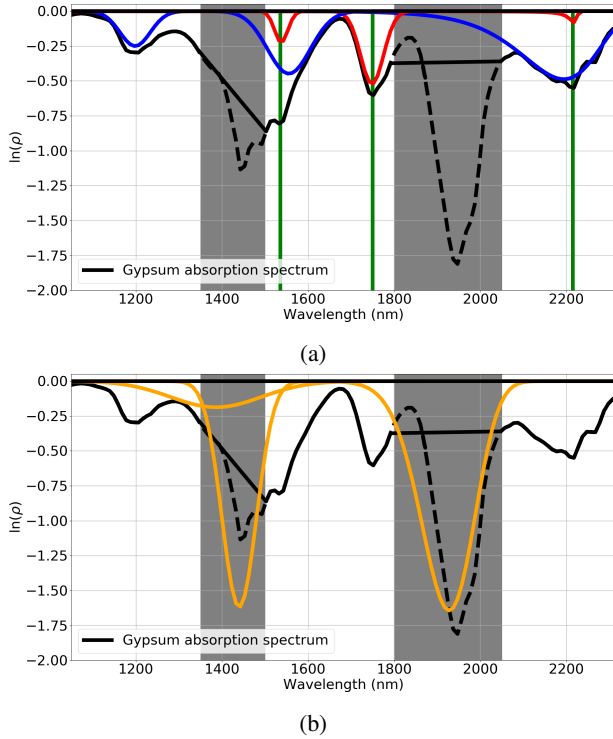 0.00
−0.25
−0.50
−0.75
−1.00
−1.25
−1.50
−1.75
−2.00
ln(ρ)
Gypsum absorption spectrum
1200 1400 1600 1800 2000 2200
Wavelength (nm)
(a)
0.00
−0.25
−0.50
−0.75
−1.00
−1.25
−1.50
−1.75
−2.00
ln(ρ)
Gypsum absorption spectrum
1200 1400 1600 1800 2000 2200
Wavelength (nm)
(b)